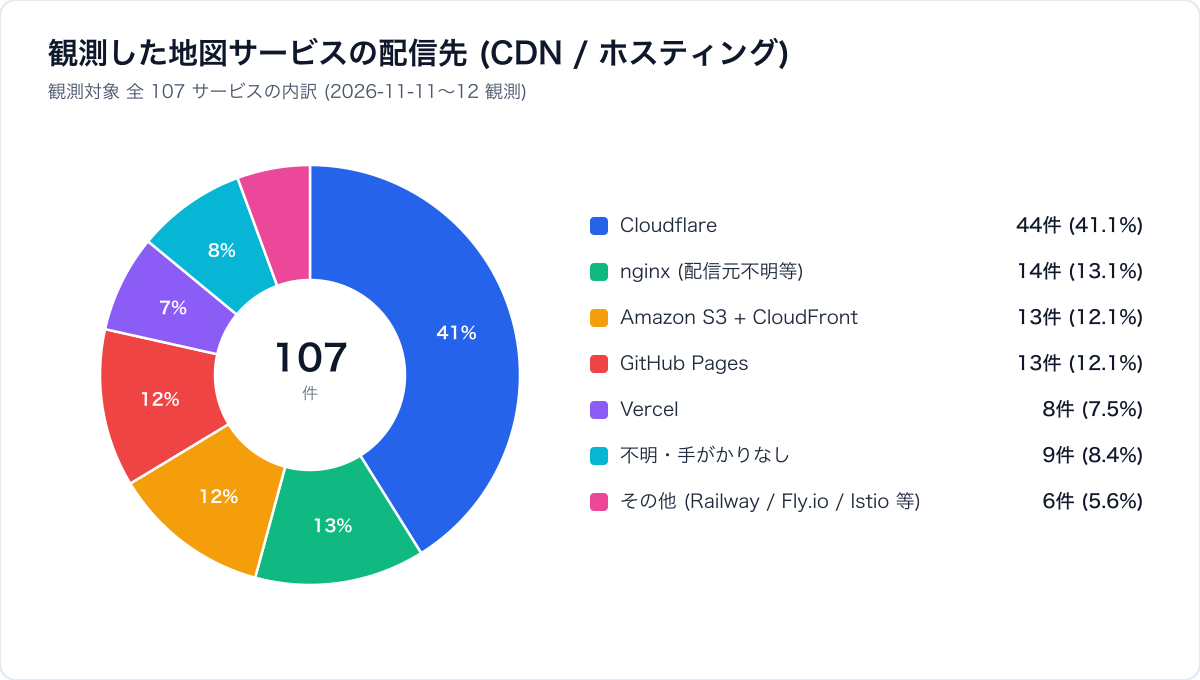 観測した地図サービスの配信先 (CDN / ホスティング)
観測対象 全 107 サービスの内訳 (2026-11-11〜12 観測)
41%
13%
12%
12%
7%
8%
107
件
Cloudflare 44件 (41.1%)
nginx (配信元不明等) 14件 (13.1%)
Amazon S3 + CloudFront 13件 (12.1%)
GitHub Pages 13件 (12.1%)
Vercel 8件 (7.5%)
不明・手がかりなし 9件 (8.4%)
その他 (Railway / Fly.io / Istio 等) 6件 (5.6%)